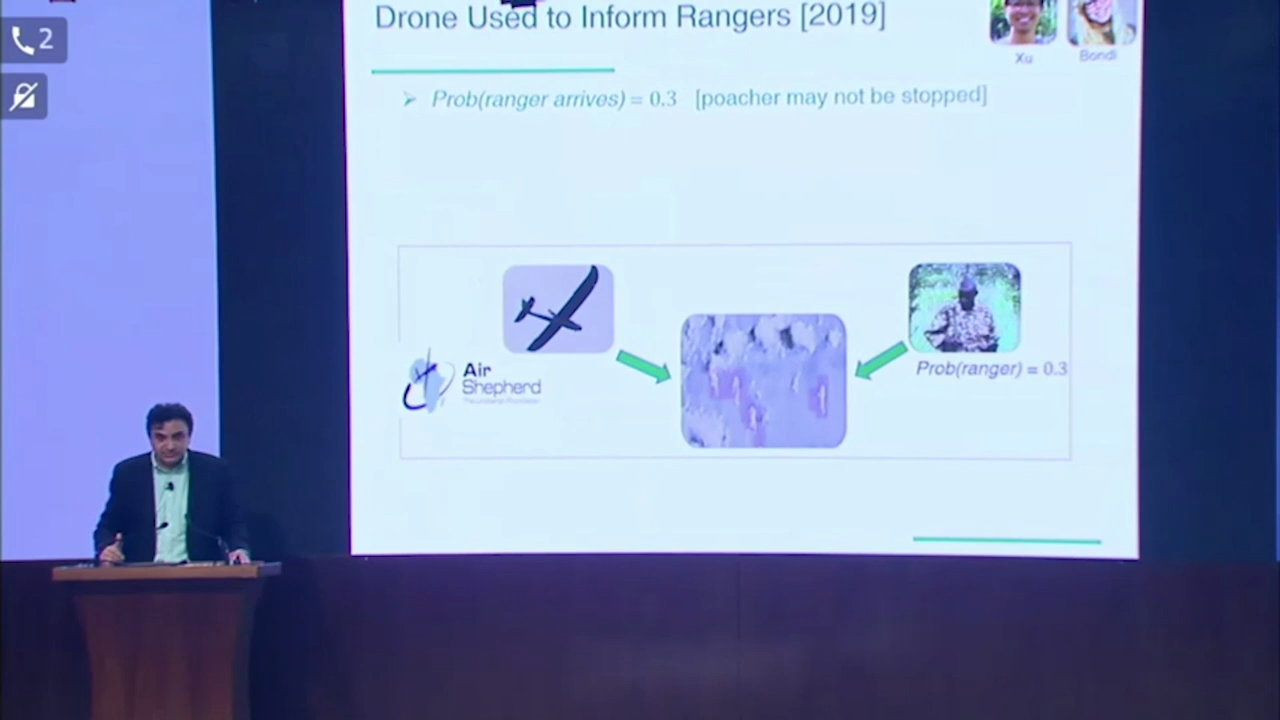 2
Drone Used to Inform Rangers [2019]
Xu
Bondi
➢ Prob(ranger arrives) = 0.3 [poacher may not be stopped]
Air
Shepherd
Prob(ranger) = 0.3